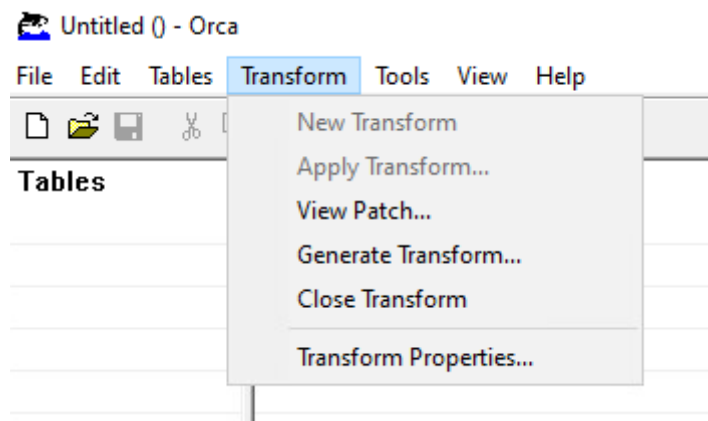 Untitled () - Orca
File Edit Tables Transform Tools View Help
New Transform
Apply Transform...
Tables
View Patch...
Generate Transform...
Close Transform
Transform Properties...